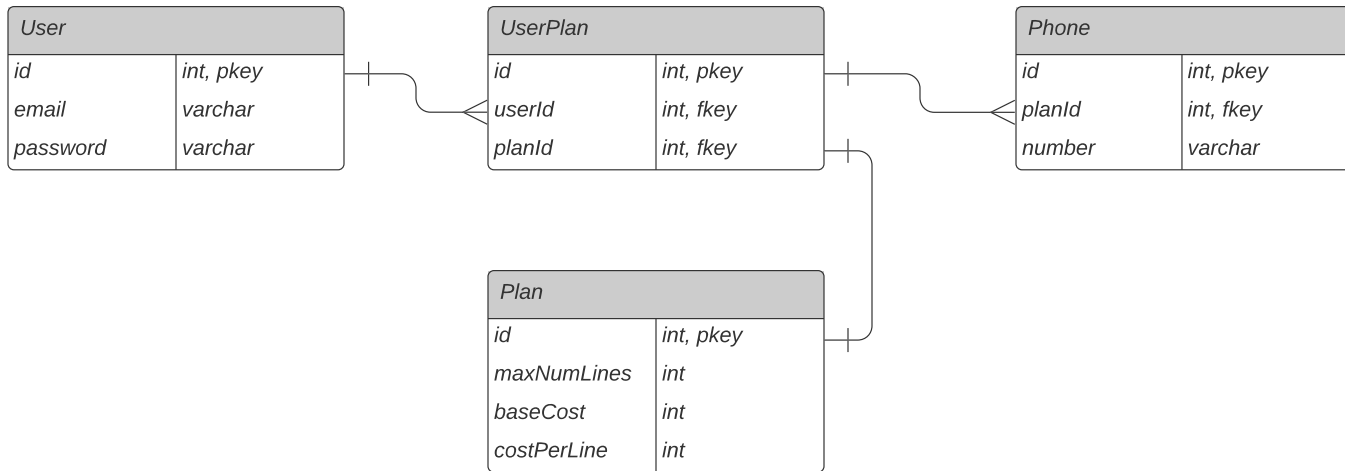 User
id int, pkey
email varchar
password varchar
UserPlan
id int, pkey
userId int, fkey
planId int, fkey
Phone
id int, pkey
planId int, fkey
number varchar
Plan
id int, pkey
maxNumLines int
baseCost int
costPerLine int